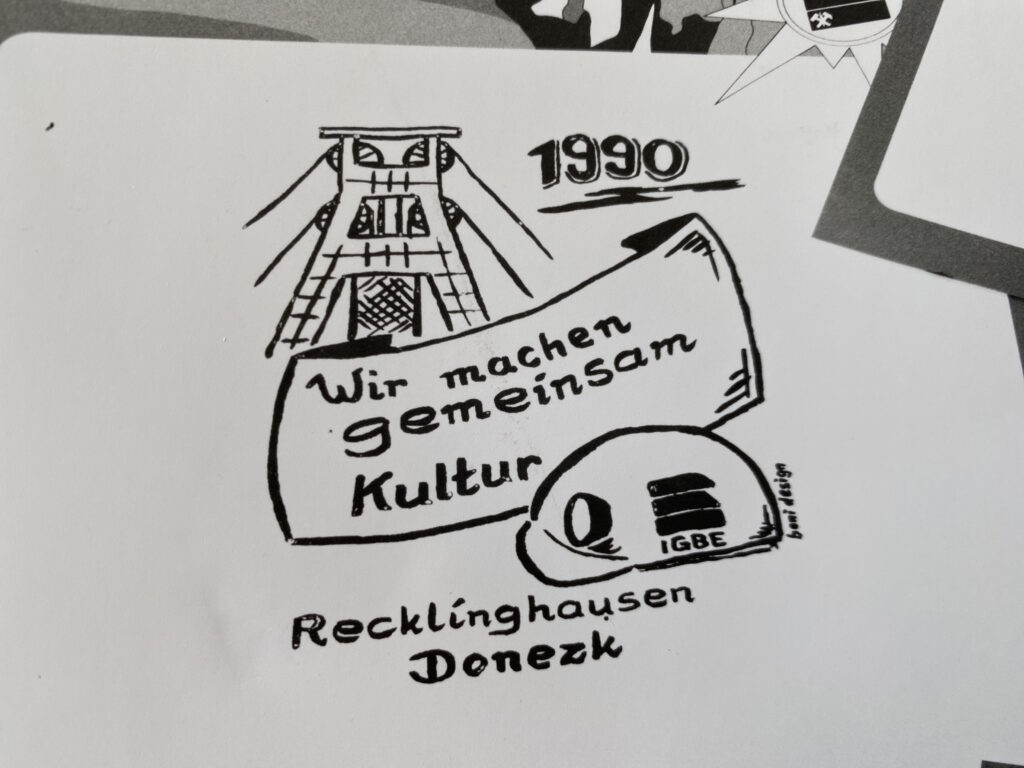 1990
Wir machen
gemeinsam
Kultur
IGBE
boni design
Recklinghausen
Donezk